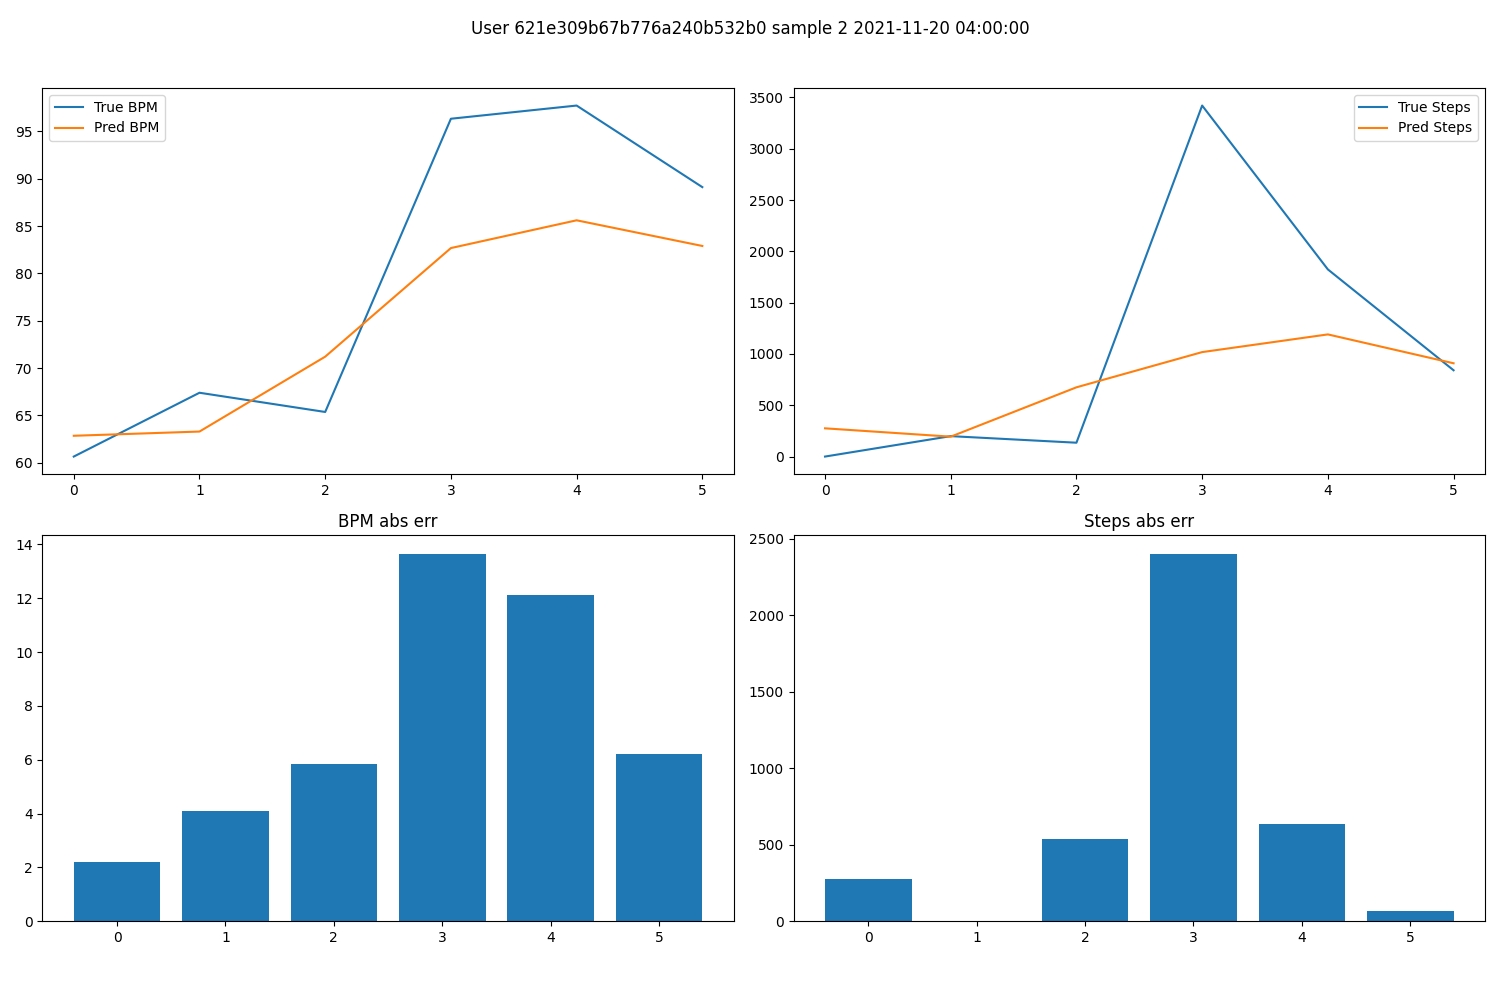 User 621e309b67b776a240b532b0 sample 2 2021-11-20 04:00:00
True BPM
Pred BPM
95
90
85
80
75
70
65
60
0 1 2 3 4 5
True Steps
Pred Steps
3500
3000
2500
2000
1500
1000
500
0
0 1 2 3 4 5
BPM abs err
14
12
10
8
6
4
2
0
0 1 2 3 4 5
Steps abs err
2500
2000
1500
1000
500
0
0 1 2 3 4 5